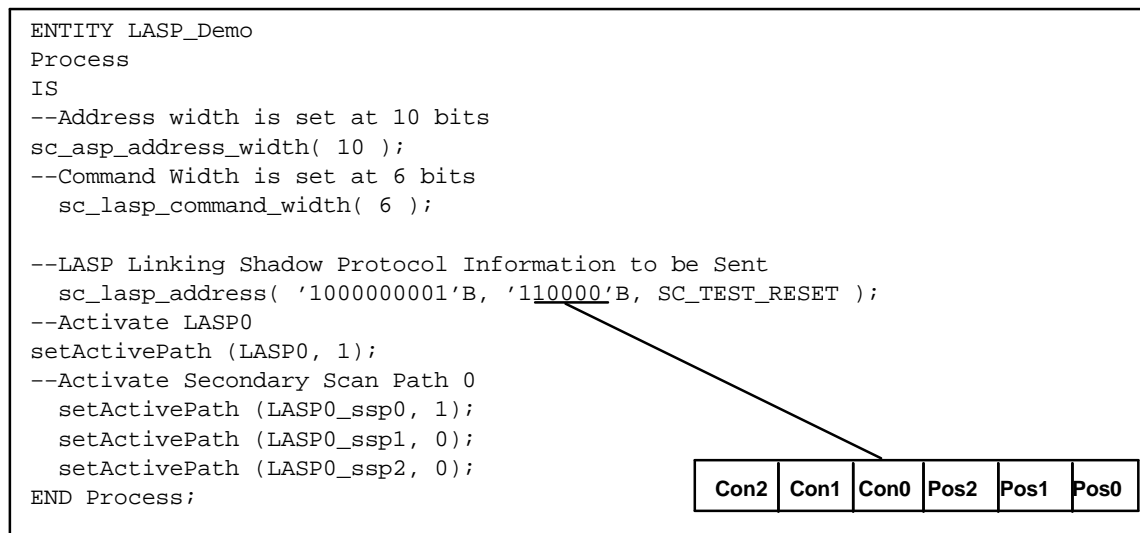 ENTITY LASP_Demo
Process
IS
−−Address width is set at 10 bits
sc_asp_address_width( 10 );
−−Command Width is set at 6 bits
sc_lasp_command_width( 6 );
−−LASP Linking Shadow Protocol Information to be Sent
sc_lasp_address( ’1000000001’B, ’110000’B, SC_TEST_RESET );
−−Activate LASP0
setActivePath (LASP0, 1);
−−Activate Secondary Scan Path 0
setActivePath (LASP0_ssp0, 1);
setActivePath (LASP0_ssp1, 0);
setActivePath (LASP0_ssp2, 0);
END Process;
Con2 Con1 Con0 Pos2 Pos1 Pos0